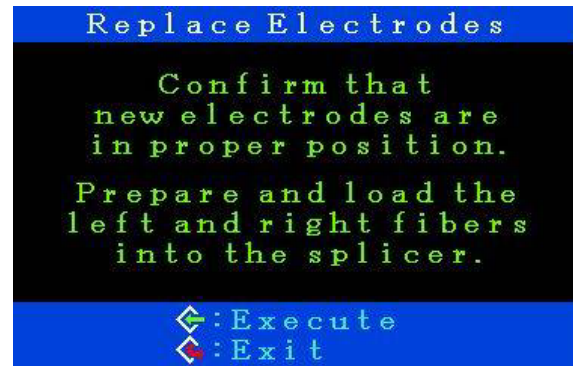 Replace Electrodes
Confirm that
new electrodes are
in proper position.
Prepare and load the
left and right fibers
into the splicer.
:Execute
:Exit